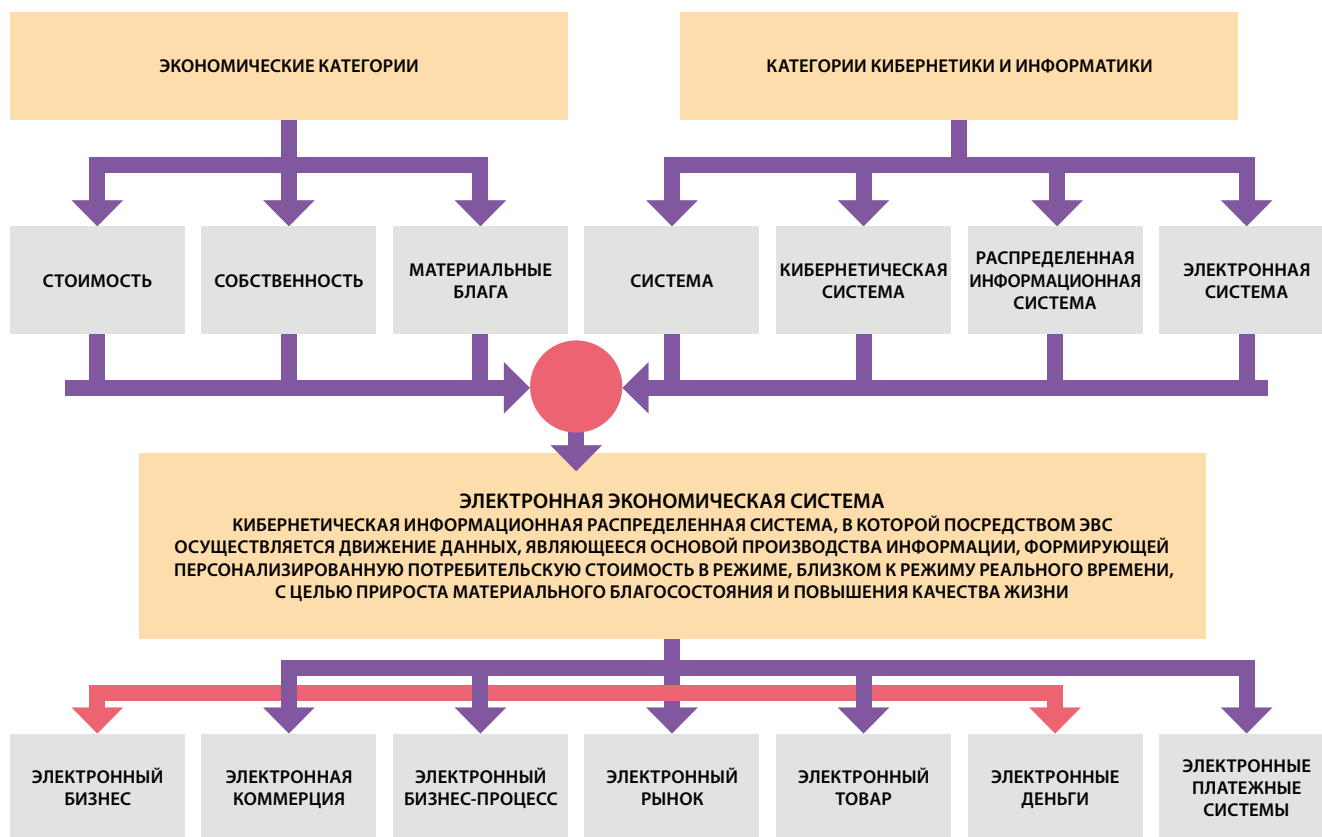 ЭКОНОМИЧЕСКИЕ КАТЕГОРИИ
КАТЕГОРИИ КИБЕРНЕТИКИ И ИНФОРМАТИКИ
СТОИМОСТЬ
СОБСТВЕННОСТЬ
МАТЕРИАЛЬНЫЕ
БЛАГА
СИСТЕМА
КИБЕРНЕТИЧЕСКАЯ
СИСТЕМА
РАСПРЕДЕЛЕННАЯ
ИНФОРМАЦИОННАЯ
СИСТЕМА
ЭЛЕКТРОННАЯ
СИСТЕМА
ЭЛЕКТРОННАЯ ЭКОНОМИЧЕСКАЯ СИСТЕМА
КИБЕРНЕТИЧЕСКАЯ ИНФОРМАЦИОННАЯ РАСПРЕДЕЛЕННАЯ СИСТЕМА, В КОТОРОЙ ПОСРЕДСТВОМ ЭВС
ОСУЩЕСТВЛЯЕТСЯ ДВИЖЕНИЕ ДАННЫХ, ЯВЛЯЮЩЕЕСЯ ОСНОВОЙ ПРОИЗВОДСТВА ИНФОРМАЦИИ, ФОРМИРУЮЩЕЙ
ПЕРСОНАЛИЗИРОВАННУЮ ПОТРЕБИТЕЛЬСКУЮ СТОИМОСТЬ В РЕЖИМЕ, БЛИЗКОМ К РЕЖИМУ РЕАЛЬНОГО ВРЕМЕНИ,
С ЦЕЛЬЮ ПРИРОСТА МАТЕРИАЛЬНОГО БЛАГОСОСТОЯНИЯ И ПОВЫШЕНИЯ КАЧЕСТВА ЖИЗНИ
ЭЛЕКТРОННЫЙ
БИЗНЕС
ЭЛЕКТРОННАЯ
КОММЕРЦИЯ
ЭЛЕКТРОННЫЙ
БИЗНЕС-ПРОЦЕСС
ЭЛЕКТРОННЫЙ
РЫНОК
ЭЛЕКТРОННЫЙ
ТОВАР
ЭЛЕКТРОННЫЕ
ДЕНЬГИ
ЭЛЕКТРОННЫЕ
ПЛАТЕЖНЫЕ
СИСТЕМЫ